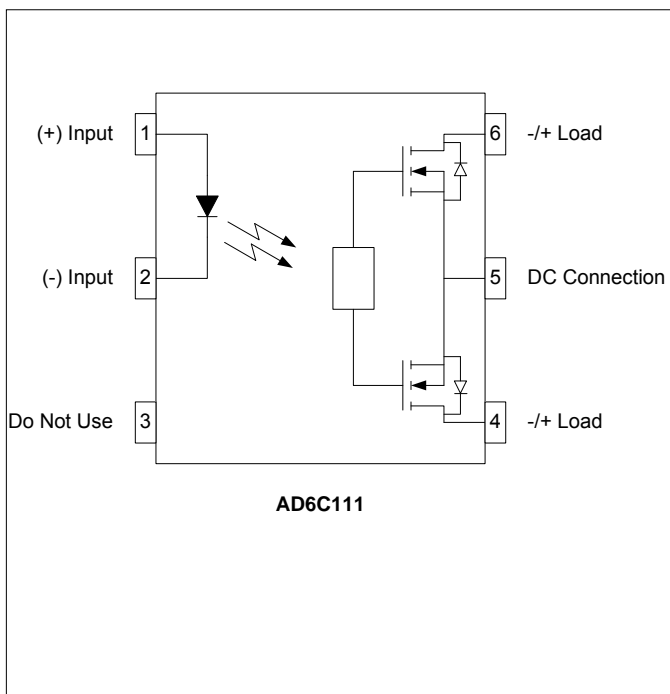 (+) Input 1
6 -/+ Load
(-) Input 2
5 DC Connection
Do Not Use 3
4 -/+ Load
AD6C111